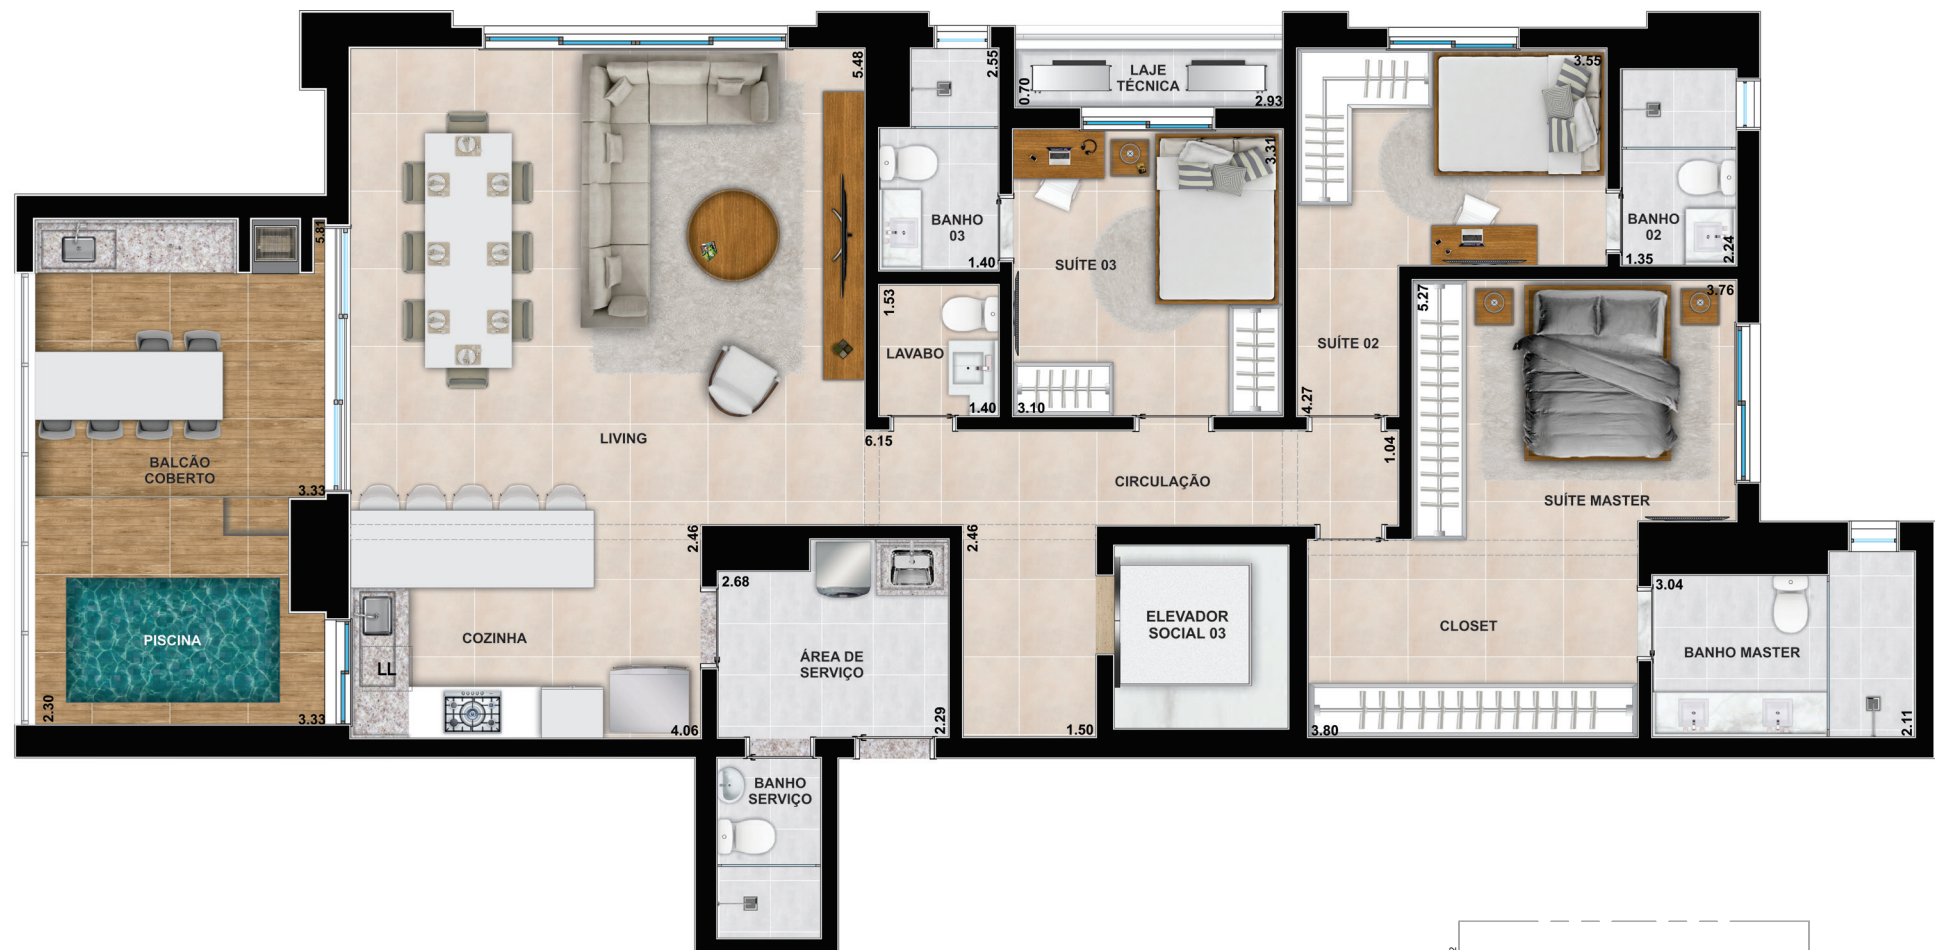 5.48
2.55
0.70
LAJE
TÉCNICA
2.93
3.55
3.31
BANHO
03
1.40
SUÍTE 03
BANHO
02
1.35
2.24
5.81
1.53
LAVABO
1.40
3.10
SUÍTE 02
4.27
5.27
3.76
LIVING
6.15
BALCÃO
COBERTO
3.33
CIRCULAÇÃO
1.04
SUÍTE MASTER
2.46
2.46
2.68
3.04
PISCINA
COZINHA
LL
ÁREA DE
SERVIÇO
ELEVADOR
SOCIAL 03
CLOSET
BANHO MASTER
2.30
3.33
4.06
2.29
1.50
3.80
2.11
BANHO
SERVIÇO